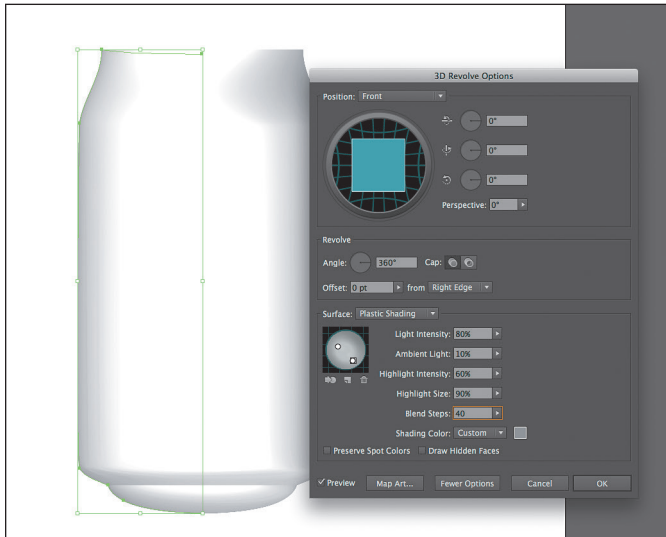 3D Revolve Options
Position: Front
0°
0°
0°
Perspective: 0°
Revolve
Angle: 360° Cap:
Offset: 0 pt from Right Edge
Surface: Plastic Shading
Light Intensity: 80%
Ambient Light: 10%
Highlight Intensity: 60%
Highlight Size: 90%
Blend Steps: 40
Shading Color: Custom
Preserve Spot Colors Draw Hidden Faces
Preview Map Art... Fewer Options Cancel OK